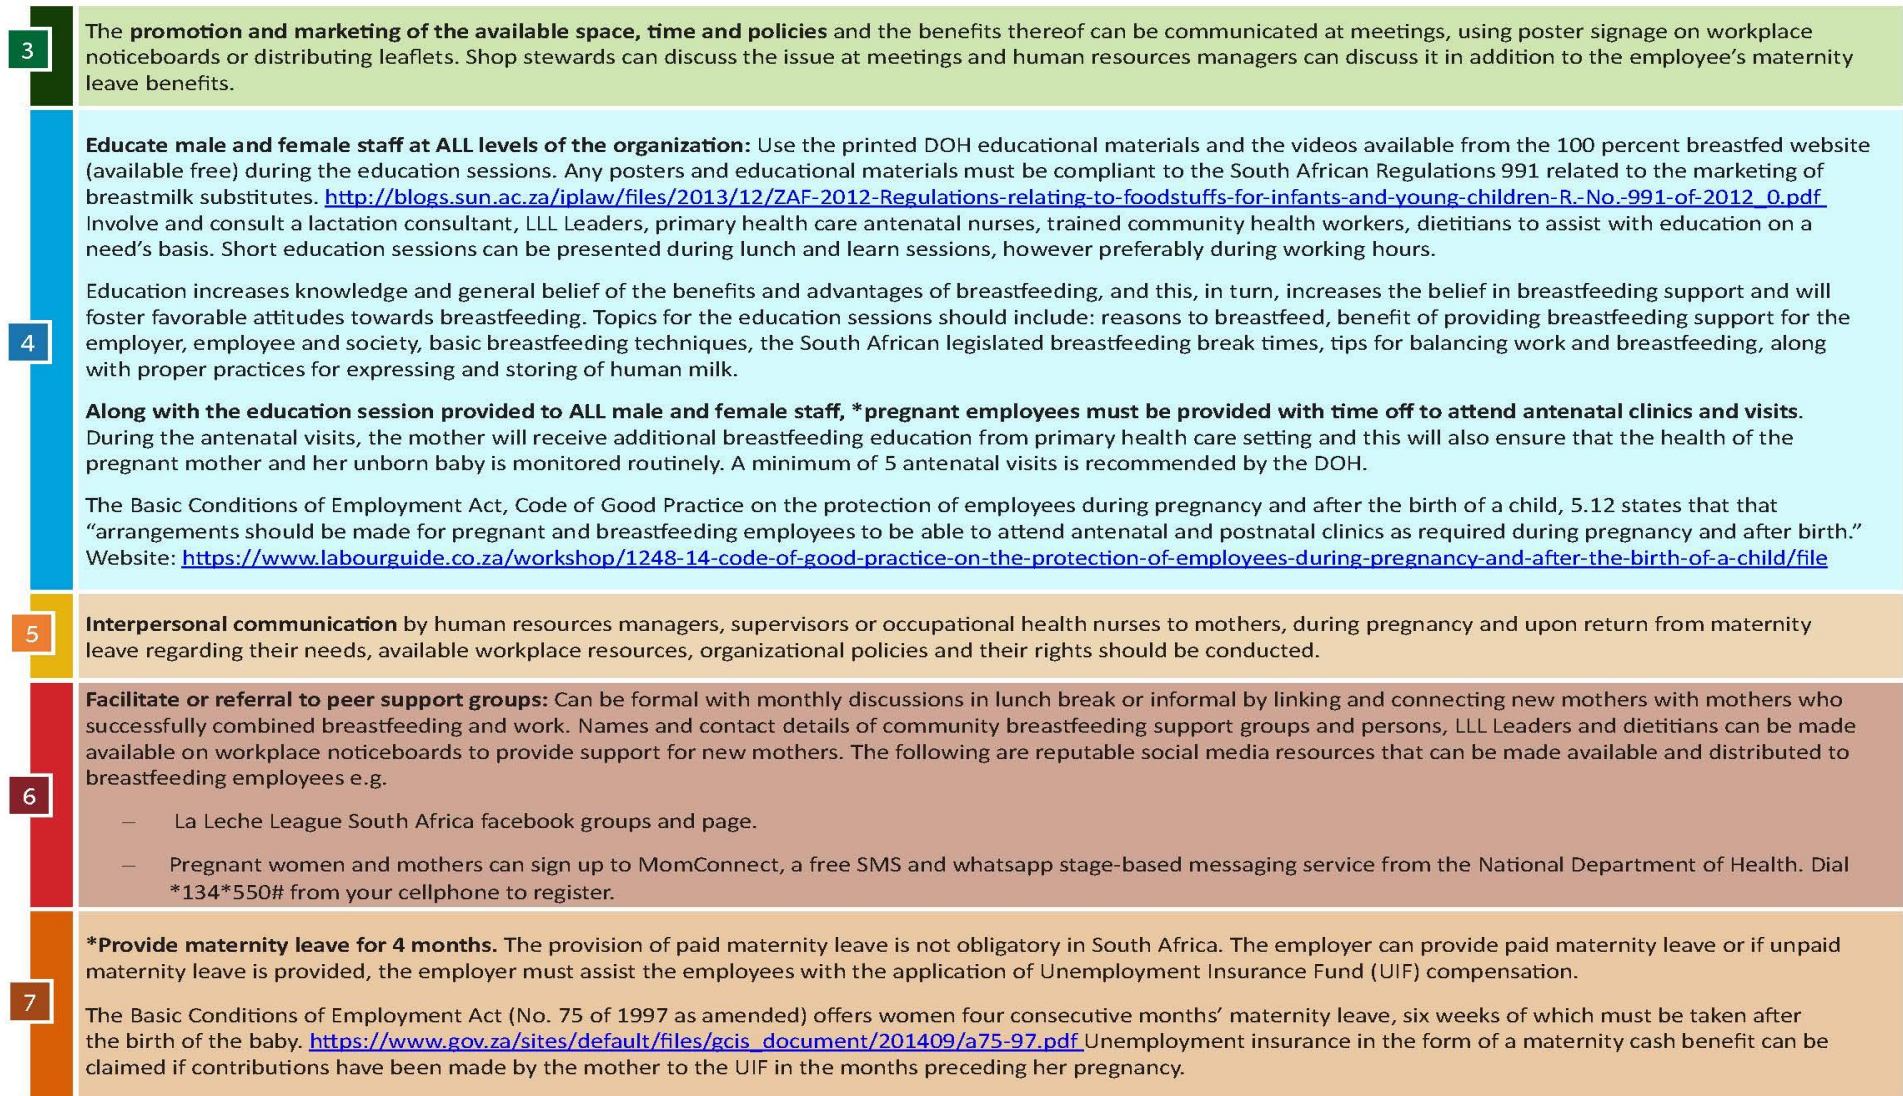 3
The promotion and marketing of the available space, time and policies and the benefits thereof can be communicated at meetings, using poster signage on workplace
noticeboards or distributing leaflets. Shop stewards can discuss the issue at meetings and human resources managers can discuss it in addition to the employee’s maternity
leave benefits.
4
Educate male and female staff at ALL levels of the organization: Use the printed DOH educational materials and the videos available from the 100 percent breastfed website
(available free) during the education sessions. Any posters and educational materials must be compliant to the South African Regulations 991 related to the marketing of
breastmilk substitutes. http://blogs.sun.ac.za/iplaw/files/2013/12/ZAF-2012-Regulations-relating-to-foodstuffs-for-infants-and-young-children-R.-No.-991-of-2012_0.pdf
Involve and consult a lactation consultant, LLL Leaders, primary health care antenatal nurses, trained community health workers, dietitians to assist with education on a
need’s basis. Short education sessions can be presented during lunch and learn sessions, however preferably during working hours.
Education increases knowledge and general belief of the benefits and advantages of breastfeeding, and this, in turn, increases the belief in breastfeeding support and will
foster favorable attitudes towards breastfeeding. Topics for the education sessions should include: reasons to breastfeed, benefit of providing breastfeeding support for the
employer, employee and society, basic breastfeeding techniques, the South African legislated breastfeeding break times, tips for balancing work and breastfeeding, along
with proper practices for expressing and storing of human milk.
Along with the education session provided to ALL male and female staff, *pregnant employees must be provided with time off to attend antenatal clinics and visits.
During the antenatal visits, the mother will receive additional breastfeeding education from primary health care setting and this will also ensure that the health of the
pregnant mother and her unborn baby is monitored routinely. A minimum of 5 antenatal visits is recommended by the DOH.
The Basic Conditions of Employment Act, Code of Good Practice on the protection of employees during pregnancy and after the birth of a child, 5.12 states that that
“arrangements should be made for pregnant and breastfeeding employees to be able to attend antenatal and postnatal clinics as required during pregnancy and after birth.”
Website: https://www.labourguide.co.za/workshop/1248-14-code-of-good-practice-on-the-protection-of-employees-during-pregnancy-and-after-the-birth-of-a-child/file
5
Interpersonal communication by human resources managers, supervisors or occupational health nurses to mothers, during pregnancy and upon return from maternity
leave regarding their needs, available workplace resources, organizational policies and their rights should be conducted.
6
Facilitate or referral to peer support groups: Can be formal with monthly discussions in lunch break or informal by linking and connecting new mothers with mothers who
successfully combined breastfeeding and work. Names and contact details of community breastfeeding support groups and persons, LLL Leaders and dietitians can be made
available on workplace noticeboards to provide support for new mothers. The following are reputable social media resources that can be made available and distributed to
breastfeeding employees e.g.
– La Leche League South Africa facebook groups and page.
– Pregnant women and mothers can sign up to MomConnect, a free SMS and whatsapp stage-based messaging service from the National Department of Health. Dial
*134*550# from your cellphone to register.
7
*Provide maternity leave for 4 months. The provision of paid maternity leave is not obligatory in South Africa. The employer can provide paid maternity leave or if unpaid
maternity leave is provided, the employer must assist the employees with the application of Unemployment Insurance Fund (UIF) compensation.
The Basic Conditions of Employment Act (No. 75 of 1997 as amended) offers women four consecutive months’ maternity leave, six weeks of which must be taken after
the birth of the baby. https://www.gov.za/sites/default/files/gcis_document/201409/a75-97.pdf Unemployment insurance in the form of a maternity cash benefit can be
claimed if contributions have been made by the mother to the UIF in the months preceding her pregnancy.